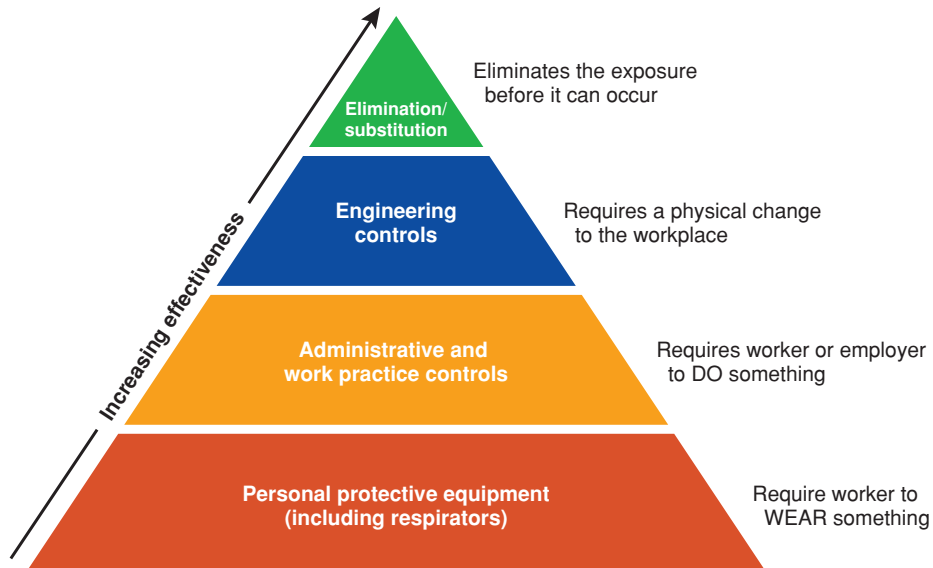 Eliminates the exposure
before it can occur
Elimination/
substitution
Engineering
controls
Requires a physical change
to the workplace
Increasing effectiveness
Administrative and
work practice controls
Requires worker or employer
to DO something
Personal protective equipment
(including respirators)
Require worker to
WEAR something